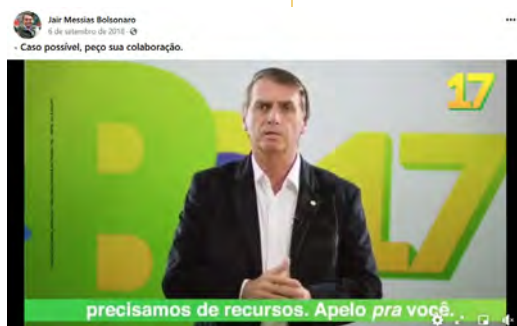 Jair Messias Bolsonaro
6 de setembro de 2018
- Caso possível, peço sua colaboração.
17
B 17
precisamos de recursos. Apelo pra você.